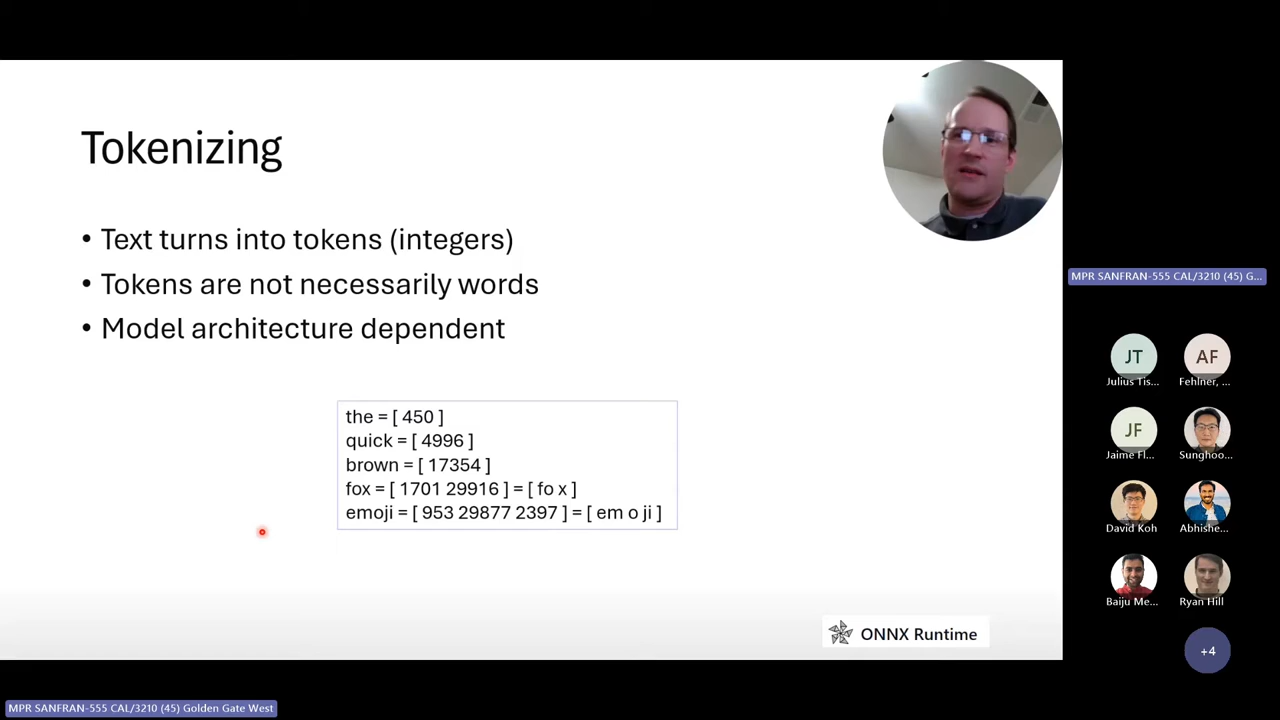 Tokenizing
• Text turns into tokens (integers)
• Tokens are not necessarily words
• Model architecture dependent
the = [ 450 ]
quick = [ 4996 ]
brown = [ 17354 ]
fox = [ 1701 29916 ] = [ fo x ]
emoji = [ 953 29877 2397 ] = [ em o ji ]
ONNX Runtime
MPR SANFRAN-555 CAL/3210 (45) G...
JT
AF
Julius Tis...
Fehlner, ...
JF
Jaime Fl...
Sunghoo...
David Koh
Abhishe...
Baiju Me...
Ryan Hill
+4
MPR SANFRAN-555 CAL/3210 (45) Golden Gate West